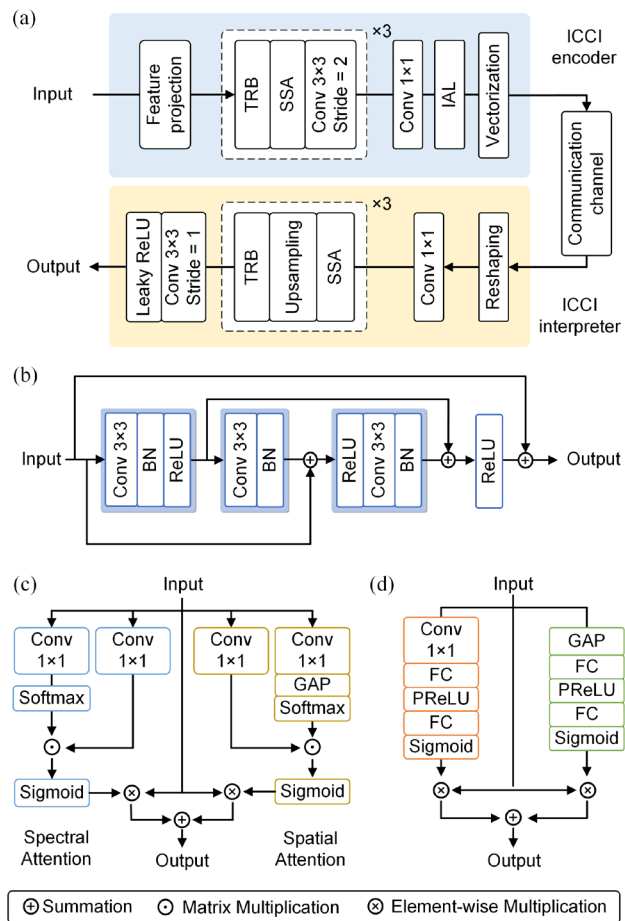 (a)
×3
ICCI
encoder
Input
Feature
projection
TRB
SSA
Conv 3×3
Stride = 2
Conv 1×1
IAL
Vectorization
Communication
channel
×3
Output
Leaky ReLU
Conv 3×3
Stride = 1
TRB
Upsampling
SSA
Conv 1×1
Reshaping
ICCI
interpreter
(b)
Input
Conv 3×3
BN
ReLU
Conv 3×3
BN
ReLU
Conv 3×3
BN
ReLU
Output
(c)
Input
Conv
1×1
Conv
1×1
Conv
1×1
Conv
1×1
GAP
Softmax
Softmax
Sigmoid
Sigmoid
Spectral
Attention
Spatial
Attention
Output
(d)
Input
Conv
1×1
FC
PReLU
FC
Sigmoid
GAP
FC
PReLU
FC
Sigmoid
Output
Summation
Matrix Multiplication
Element-wise Multiplication